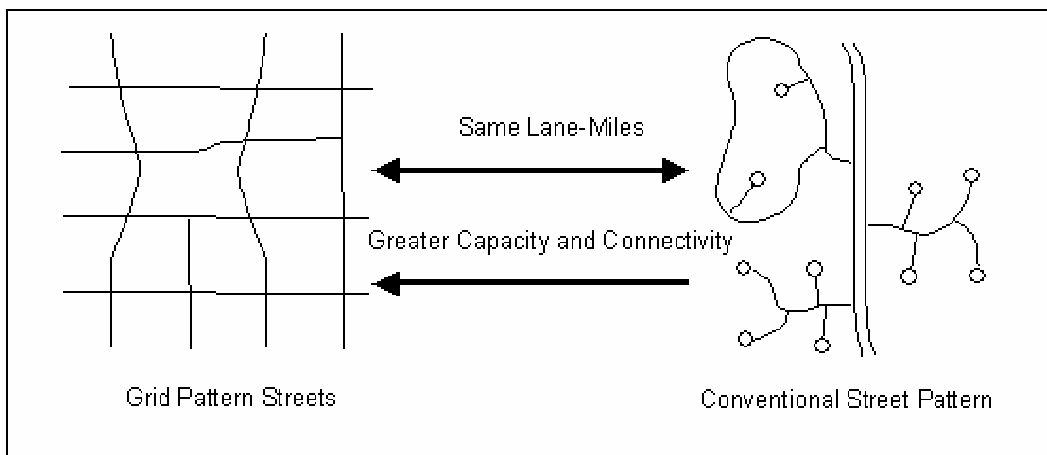 Same Lane-Miles
Greater Capacity and Connectivity
Grid Pattern Streets
Conventional Street Pattern